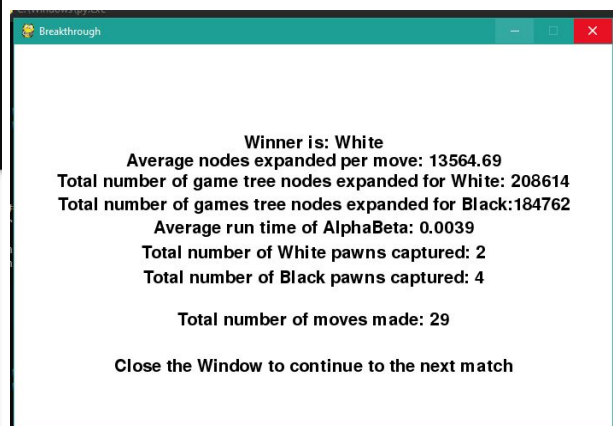 C:\Windows\py.exe
Breakthrough
Winner is: White
Average nodes expanded per move: 13564.69
Total number of game tree nodes expanded for White: 208614
Total number of games tree nodes expanded for Black:184762
Average run time of AlphaBeta: 0.0039
Total number of White pawns captured: 2
Total number of Black pawns captured: 4
Total number of moves made: 29
Close the Window to continue to the next match